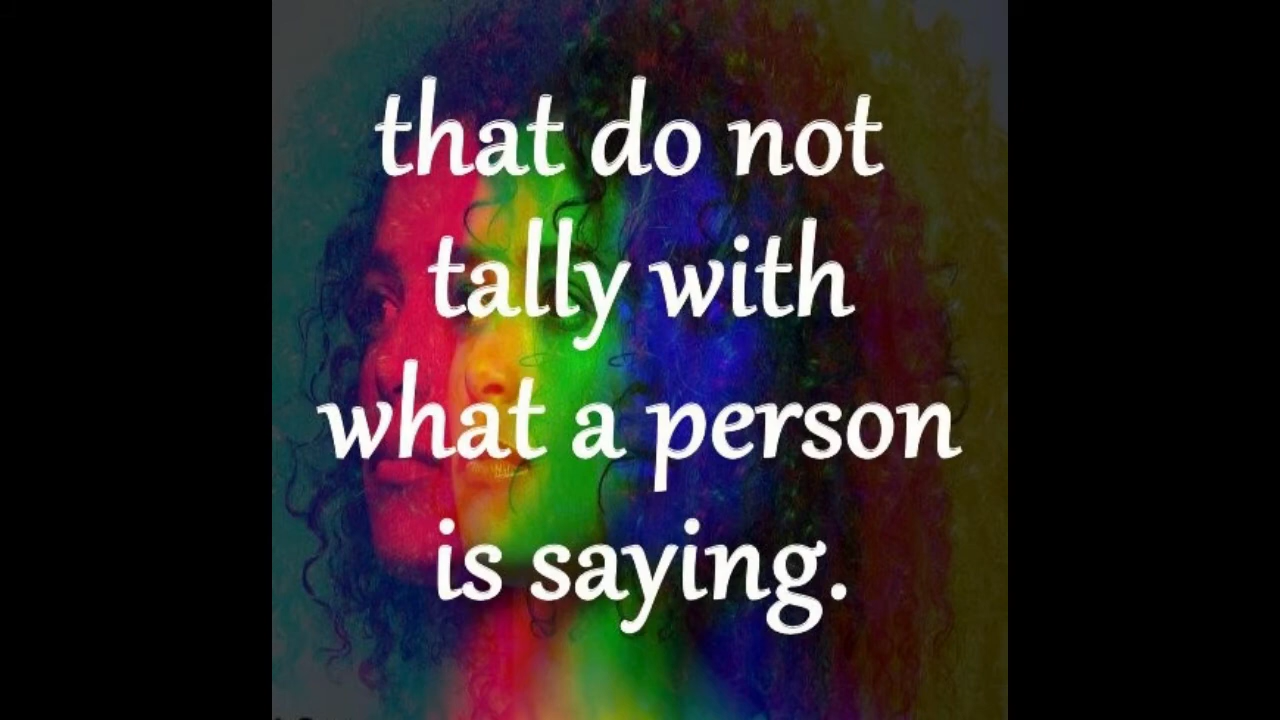 that do not
tally with
what a person
is saying.